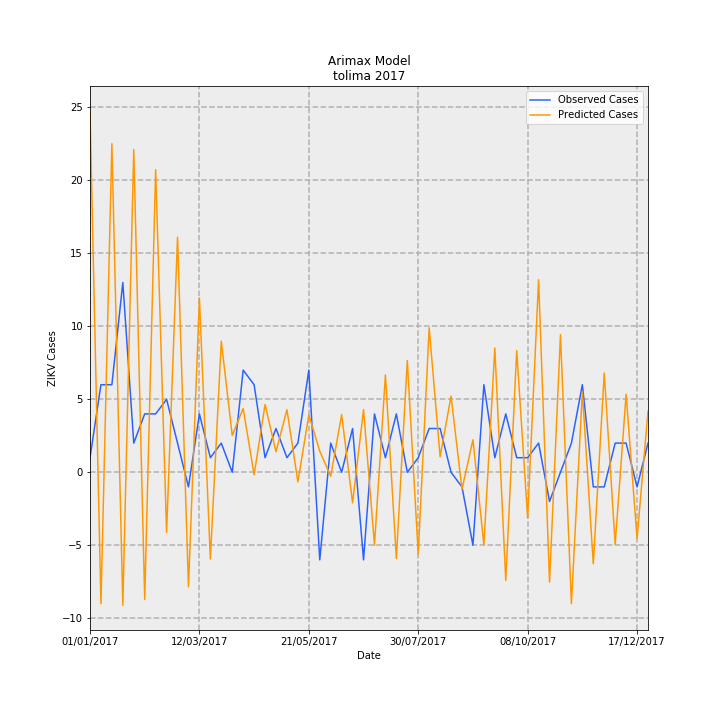 Arimax Model
tolima 2017
Observed Cases
Predicted Cases
25
20
15
10
5
0
−5
−10
ZIKV Cases
01/01/2017 12/03/2017 21/05/2017 30/07/2017 08/10/2017 17/12/2017
Date